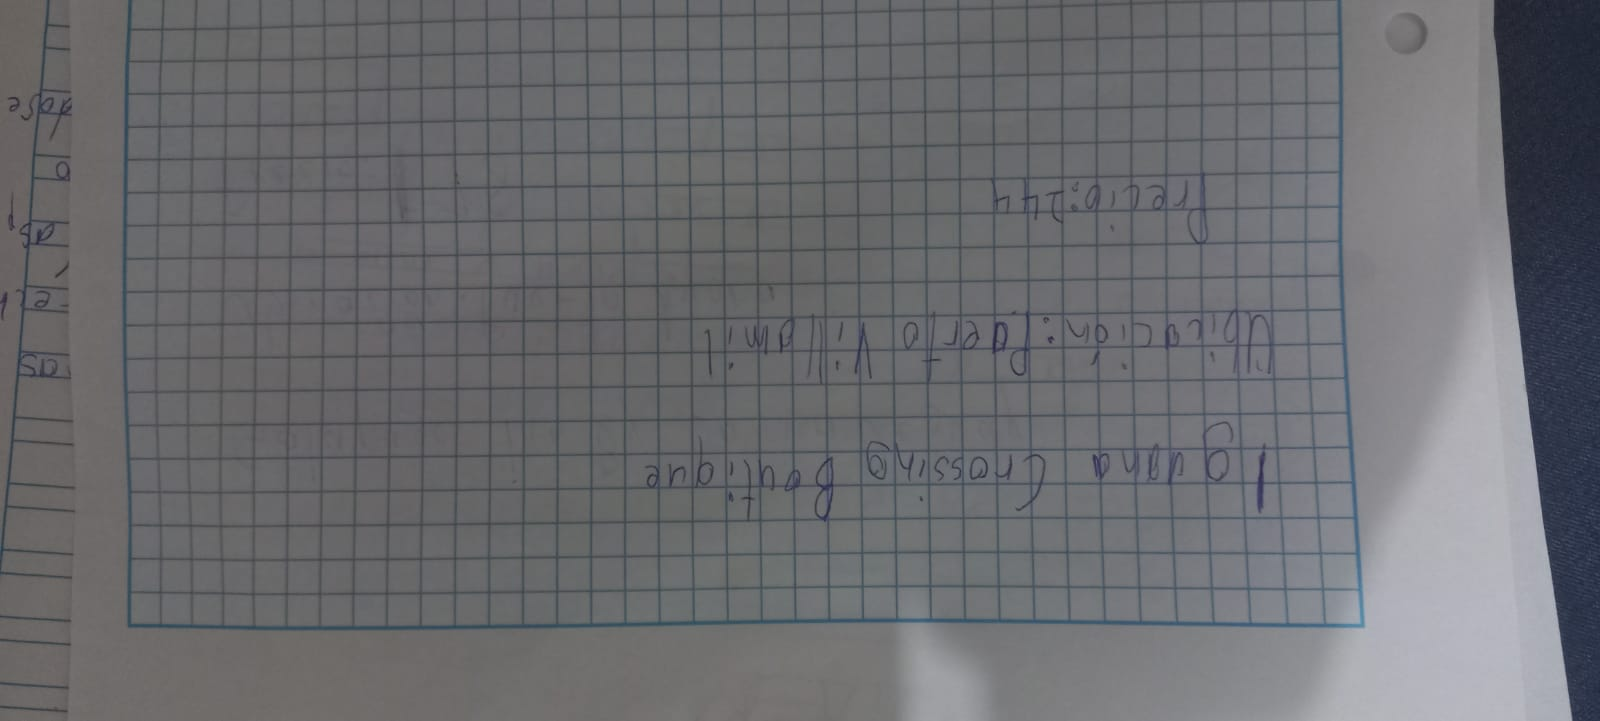 Iguana Crossing Boutique
Ubicación: Puerto Villamil
Precio: 244